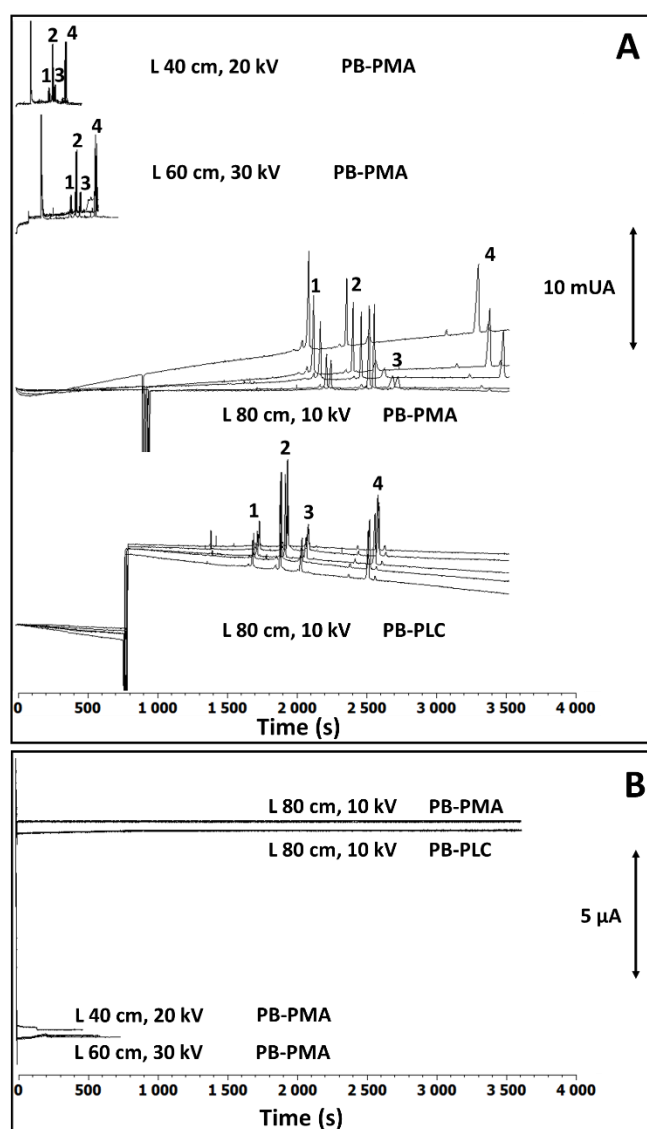 A
4
2
1 3
L 40 cm, 20 kV PB-PMA
4
2
1 3
L 60 cm, 30 kV PB-PMA
10 mUA
4
1 2
3
L 80 cm, 10 kV PB-PMA
2
1 3 4
L 80 cm, 10 kV PB-PLC
0 500 1 000 1 500 2 000 2 500 3 000 3 500 4 000
Time (s)
B
L 80 cm, 10 kV PB-PMA
L 80 cm, 10 kV PB-PLC
5 µA
L 40 cm, 20 kV PB-PMA
L 60 cm, 30 kV PB-PMA
0 500 1 000 1 500 2 000 2 500 3 000 3 500 4 000
Time (s)